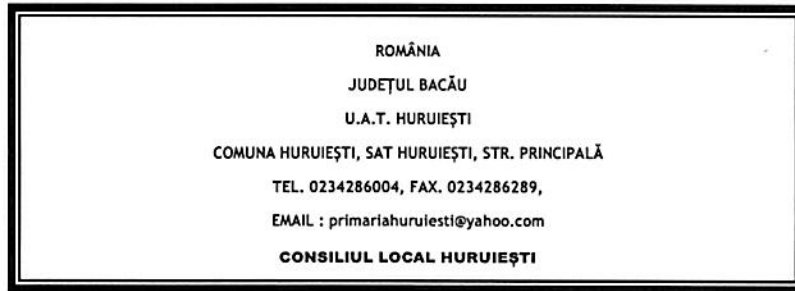 ROMÂNIA
JUDEȚUL BACĂU
U.A.T. HURUIEȘTI
COMUNA HURUIEȘTI, SAT HURUIEȘTI, STR. PRINCIPALĂ
TEL. 0234286004, FAX. 0234286289,
EMAIL : primariahuruiesti@yahoo.com
CONSILIUL LOCAL HURUIEȘTI